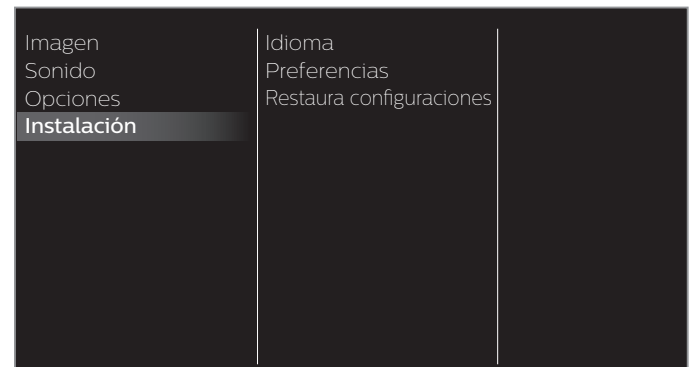 Imagen
Sonido
Opciones
Instalación
Idioma
Preferencias
Restaura configuraciones